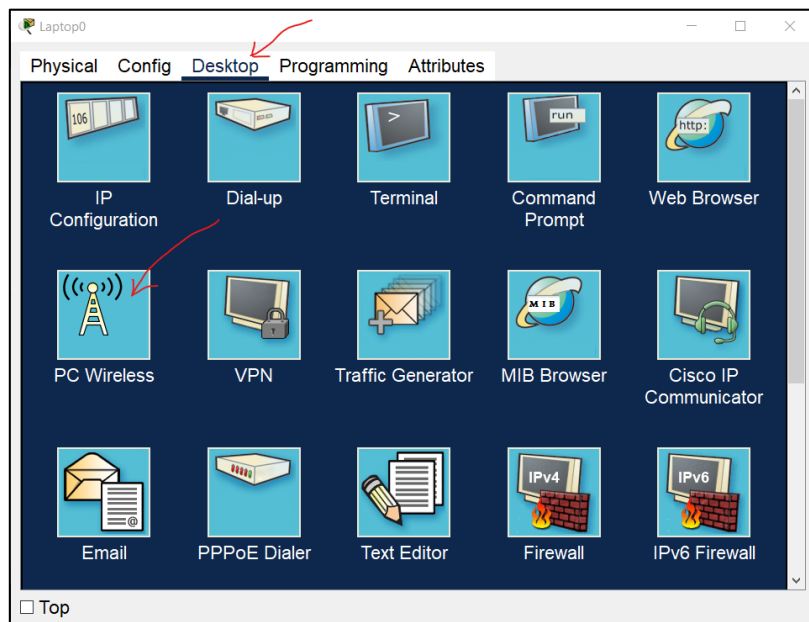 Laptop0
Physical Config Desktop Programming Attributes
106
>
run
http:
IP
Configuration
Dial-up
Terminal
Command
Prompt
Web Browser
MIB
PC Wireless
VPN
Traffic Generator
MIB Browser
Cisco IP
Communicator
@
IPv4
IPv6
Email
PPPoE Dialer
Text Editor
Firewall
IPv6 Firewall
Top